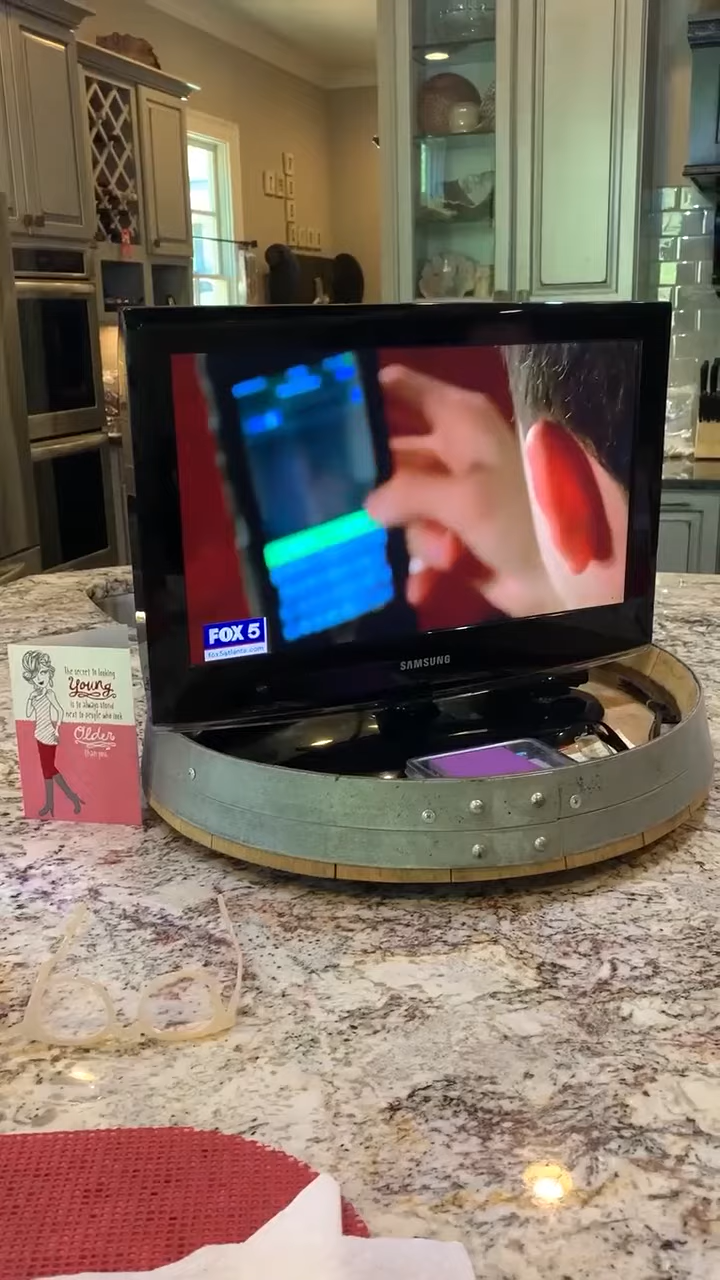 FOX 5
fox5atlanta.com
SAMSUNG
The secret to looking
Young
is to always stand
next to people who look
Older
than you.